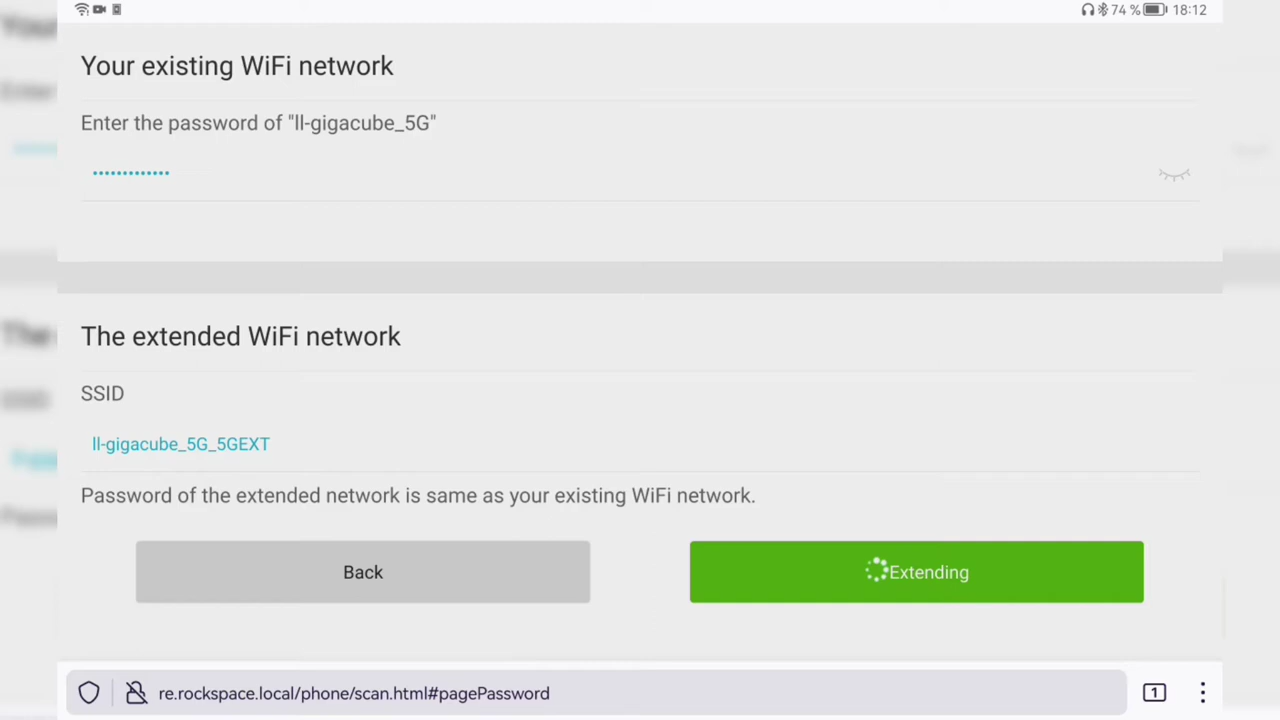 74 % 18:12
Your existing WiFi network
Enter the password of "ll-gigacube_5G"
•••••••••••••
The extended WiFi network
SSID
ll-gigacube_5G_5GEXT
Password of the extended network is same as your existing WiFi network.
Back
Extending
re.rockspace.local/phone/scan.html#pagePassword
1